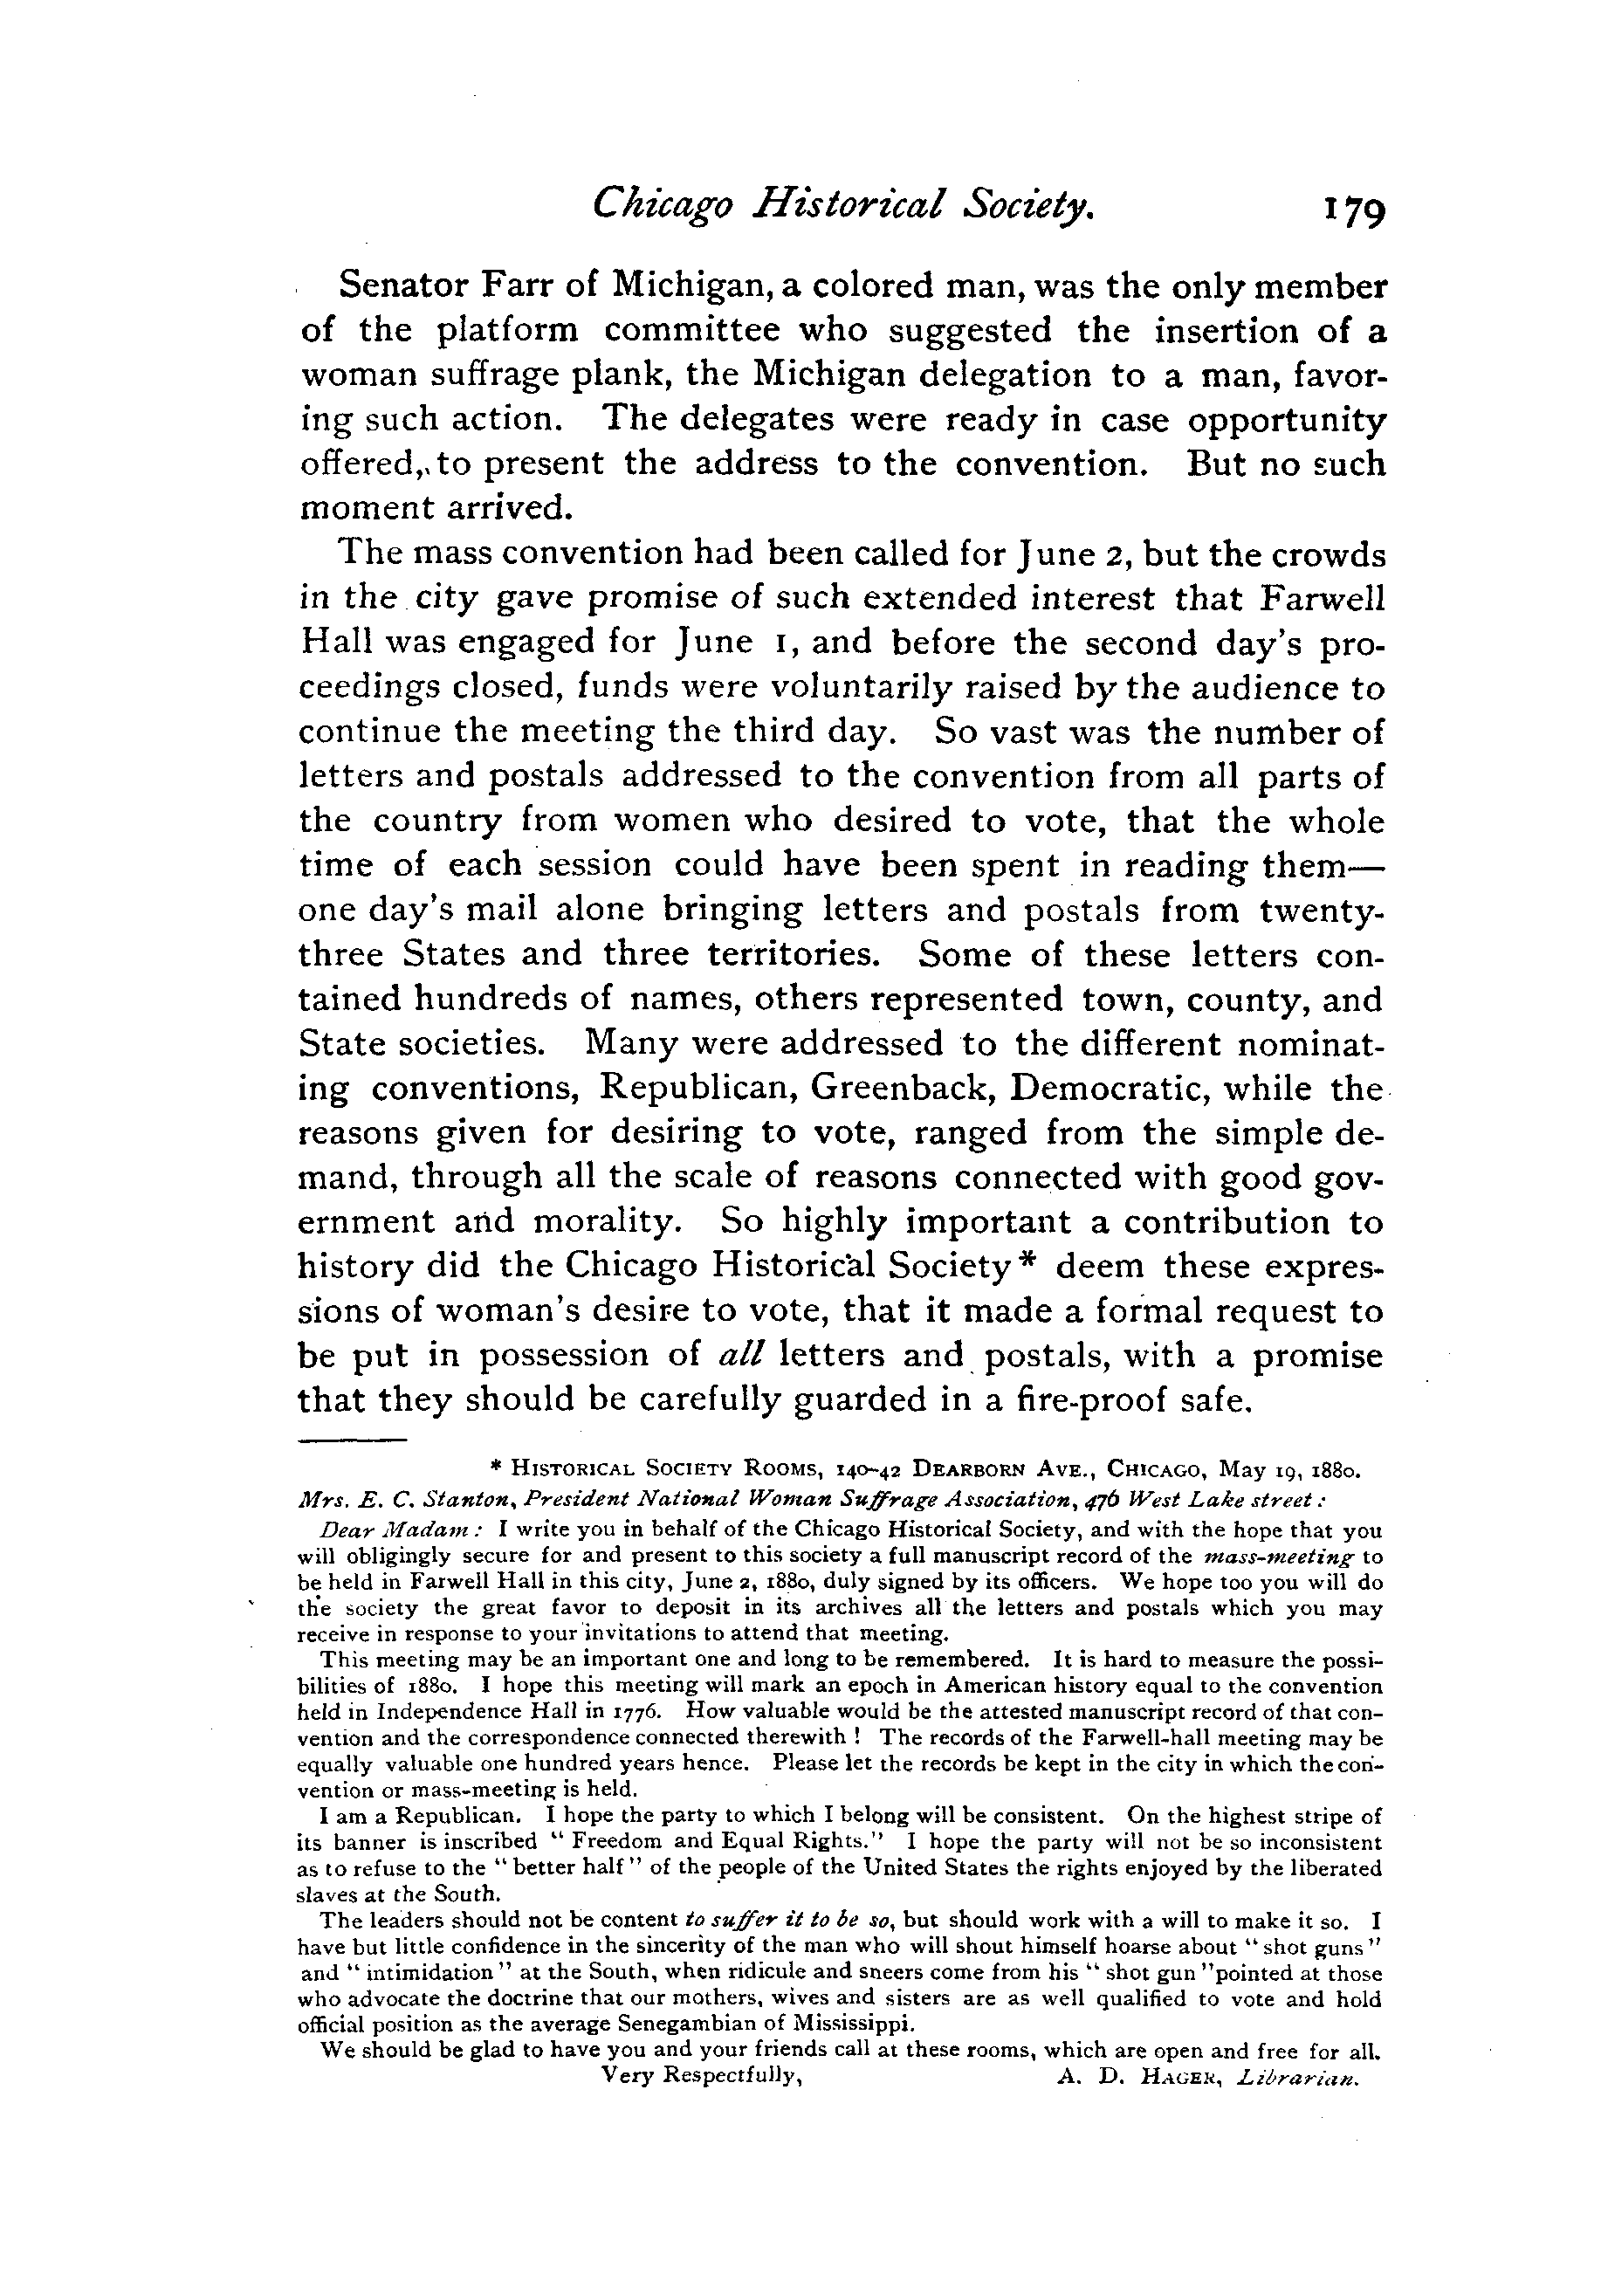 Chicago Historical Society. 179
Senator Farr of Michigan, a colored man, was the only member
of the platform committee who suggested the insertion of a
woman suffrage plank, the Michigan delegation to a man, favor-
ing such action. The delegates were ready in case opportunity
offered, to present the address to the convention. But no such
moment arrived.
The mass convention had been called for June 2, but the crowds
in the city gave promise of such extended interest that Farwell
Hall was engaged for June 1, and before the second day's pro-
ceedings closed, funds were voluntarily raised by the audience to
continue the meeting the third day. So vast was the number of
letters and postals addressed to the convention from all parts of
the country from women who desired to vote, that the whole
time of each session could have been spent in reading them—
one day's mail alone bringing letters and postals from twenty-
three States and three territories. Some of these letters con-
tained hundreds of names, others represented town, county, and
State societies. Many were addressed to the different nominat-
ing conventions, Republican, Greenback, Democratic, while the
reasons given for desiring to vote, ranged from the simple de-
mand, through all the scale of reasons connected with good gov-
ernment and morality. So highly important a contribution to
history did the Chicago Historical Society* deem these expres-
sions of woman's desire to vote, that it made a formal request to
be put in possession of all letters and postals, with a promise
that they should be carefully guarded in a fire-proof safe.
* HISTORICAL SOCIETY ROOMS, 140-42 DEARBORN AVE., CHICAGO, May 19, 1880.
Mrs. E. C. Stanton, President National Woman Suffrage Association, 476 West Lake street:
Dear Madam: I write you in behalf of the Chicago Historical Society, and with the hope that you
will obligingly secure for and present to this society a full manuscript record of the mass-meeting to
be held in Farwell Hall in this city, June 2, 1880, duly signed by its officers. We hope too you will do
the society the great favor to deposit in its archives all the letters and postals which you may
receive in response to your invitations to attend that meeting.
This meeting may be an important one and long to be remembered. It is hard to measure the possi-
bilities of 1880. I hope this meeting will mark an epoch in American history equal to the convention
held in Independence Hall in 1776. How valuable would be the attested manuscript record of that con-
vention and the correspondence connected therewith! The records of the Farwell-hall meeting may be
equally valuable one hundred years hence. Please let the records be kept in the city in which the con-
vention or mass-meeting is held.
I am a Republican. I hope the party to which I belong will be consistent. On the highest stripe of
its banner is inscribed "Freedom and Equal Rights." I hope the party will not be so inconsistent
as to refuse to the "better half" of the people of the United States the rights enjoyed by the liberated
slaves at the South.
The leaders should not be content to suffer it to be so, but should work with a will to make it so. I
have but little confidence in the sincerity of the man who will shout himself hoarse about "shot guns"
and "intimidation" at the South, when ridicule and sneers come from his "shot gun" pointed at those
who advocate the doctrine that our mothers, wives and sisters are as well qualified to vote and hold
official position as the average Senegambian of Mississippi.
We should be glad to have you and your friends call at these rooms, which are open and free for all.
Very Respectfully, A. D. HAGER, Librarian.